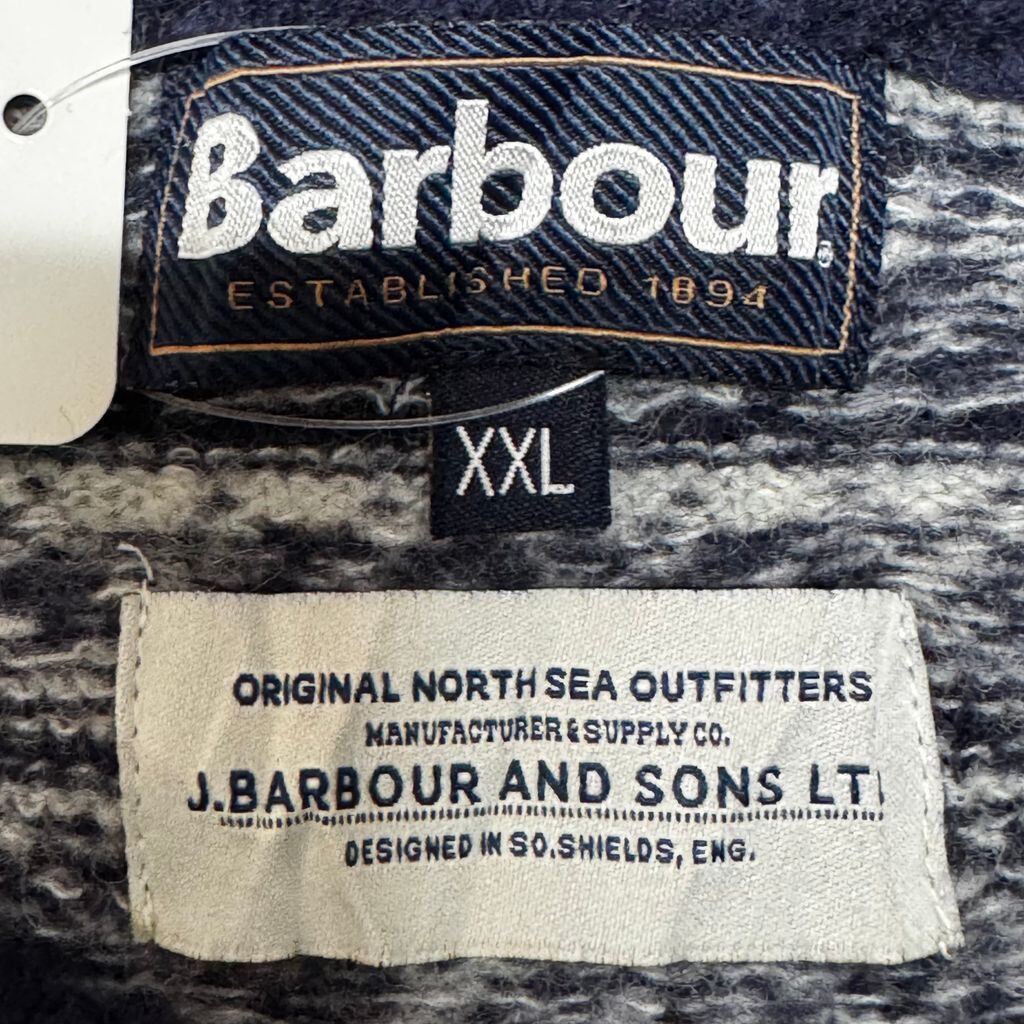 Barbour
ESTABLISHED 1894
XXL
ORIGINAL NORTH SEA OUTFITTERS
MANUFACTURER & SUPPLY CO.
J.BARBOUR AND SONS LT
DESIGNED IN SO.SHIELDS, ENG.